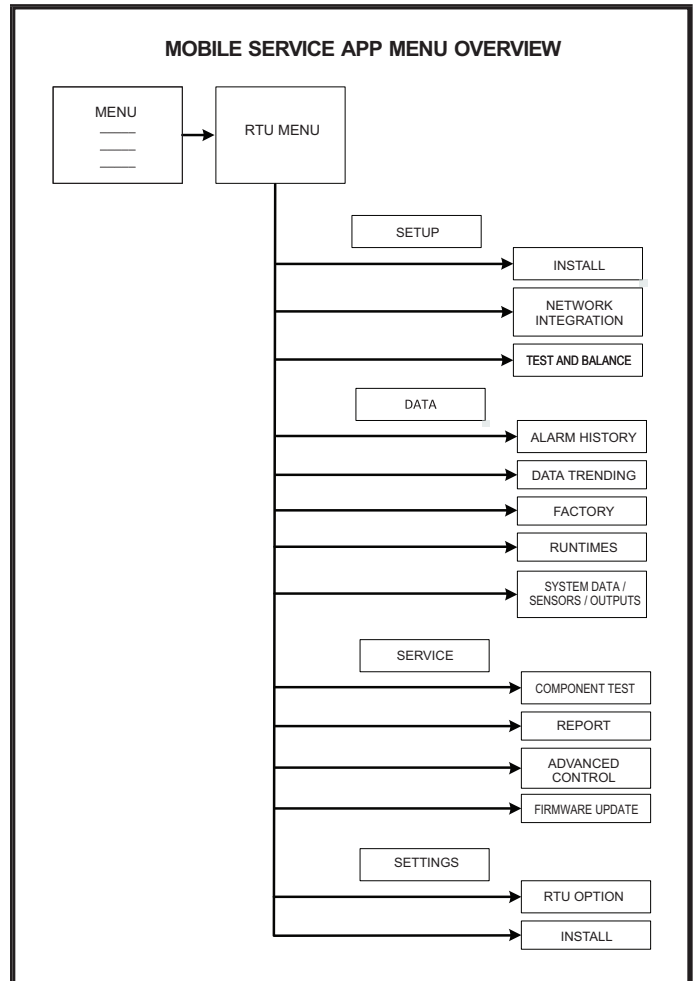 MOBILE SERVICE APP MENU OVERVIEW
MENU
RTU MENU
SETUP
INSTALL
NETWORK
INTEGRATION
TEST AND BALANCE
DATA
ALARM HISTORY
DATA TRENDING
FACTORY
RUNTIMES
SYSTEM DATA /
SENSORS / OUTPUTS
SERVICE
COMPONENT TEST
REPORT
ADVANCED
CONTROL
FIRMWARE UPDATE
SETTINGS
RTU OPTION
INSTALL